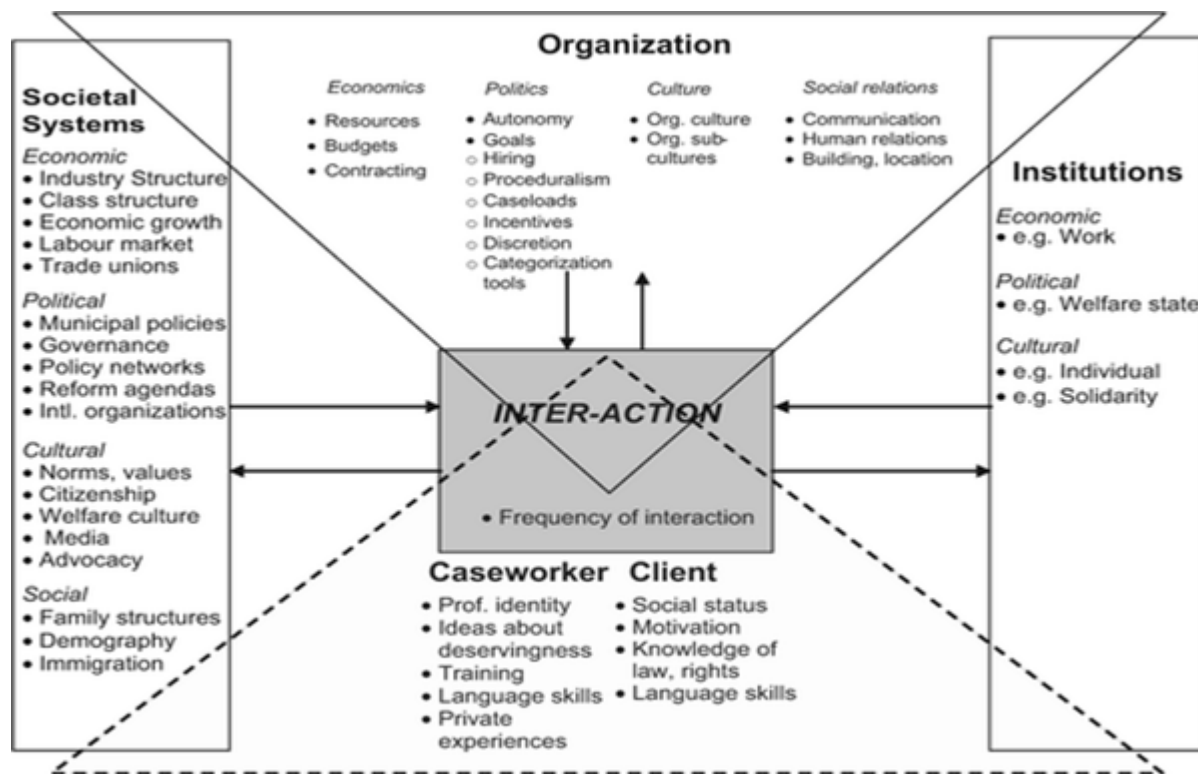 Organization
Economics
• Resources
• Budgets
• Contracting
Politics
• Autonomy
• Goals
○ Hiring
○ Proceduralism
○ Caseloads
○ Incentives
○ Discretion
○ Categorization
tools
Culture
• Org. culture
• Org. sub-
cultures
Social relations
• Communication
• Human relations
• Building, location
Societal
Systems
Economic
• Industry Structure
• Class structure
• Economic growth
• Labour market
• Trade unions
Political
• Municipal policies
• Governance
• Policy networks
• Reform agendas
• Intl. organizations
Cultural
• Norms, values
• Citizenship
• Welfare culture
• Media
• Advocacy
Social
• Family structures
• Demography
• Immigration
INTER-ACTION
• Frequency of interaction
Caseworker
• Prof. identity
• Ideas about
deservingness
• Training
• Language skills
• Private
experiences
Client
• Social status
• Motivation
• Knowledge of
law, rights
• Language skills
Institutions
Economic
• e.g. Work
Political
• e.g. Welfare state
Cultural
• e.g. Individual
• e.g. Solidarity